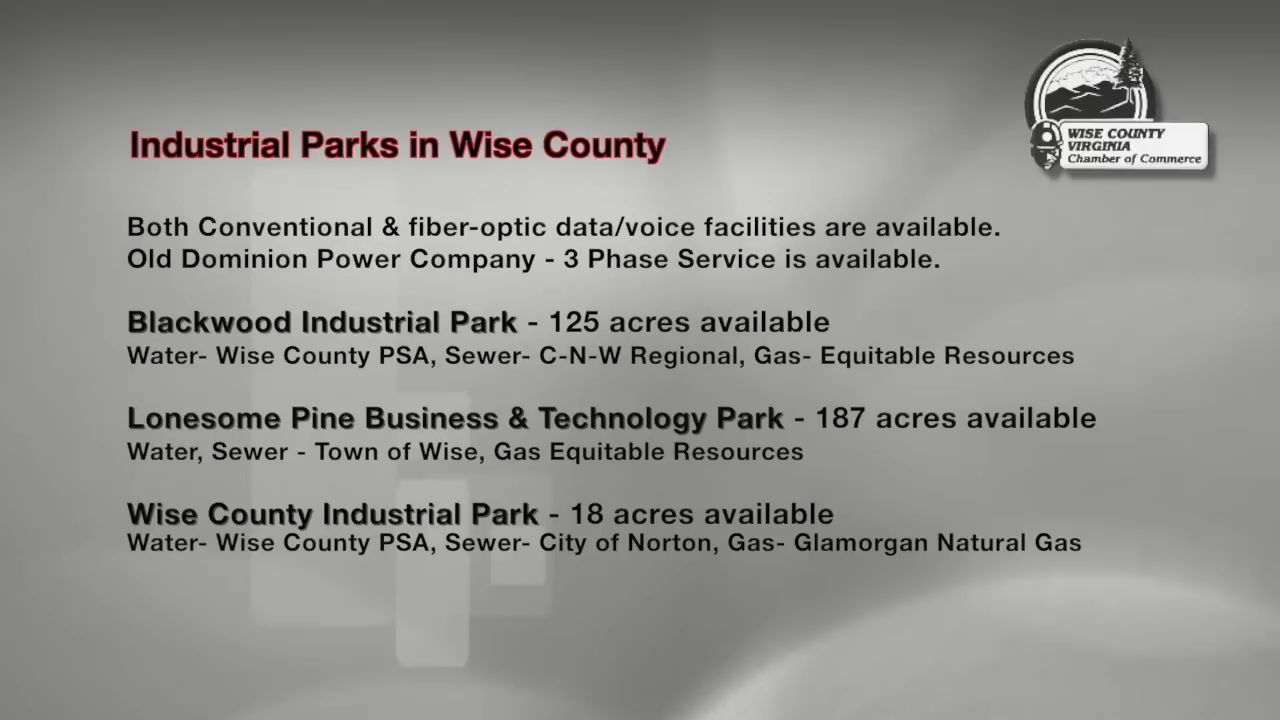 Industrial Parks in Wise County
WISE COUNTY
VIRGINIA
Chamber of Commerce
Both Conventional & fiber-optic data/voice facilities are available.
Old Dominion Power Company - 3 Phase Service is available.
Blackwood Industrial Park - 125 acres available
Water- Wise County PSA, Sewer- C-N-W Regional, Gas- Equitable Resources
Lonesome Pine Business & Technology Park - 187 acres available
Water, Sewer - Town of Wise, Gas Equitable Resources
Wise County Industrial Park - 18 acres available
Water- Wise County PSA, Sewer- City of Norton, Gas- Glamorgan Natural Gas